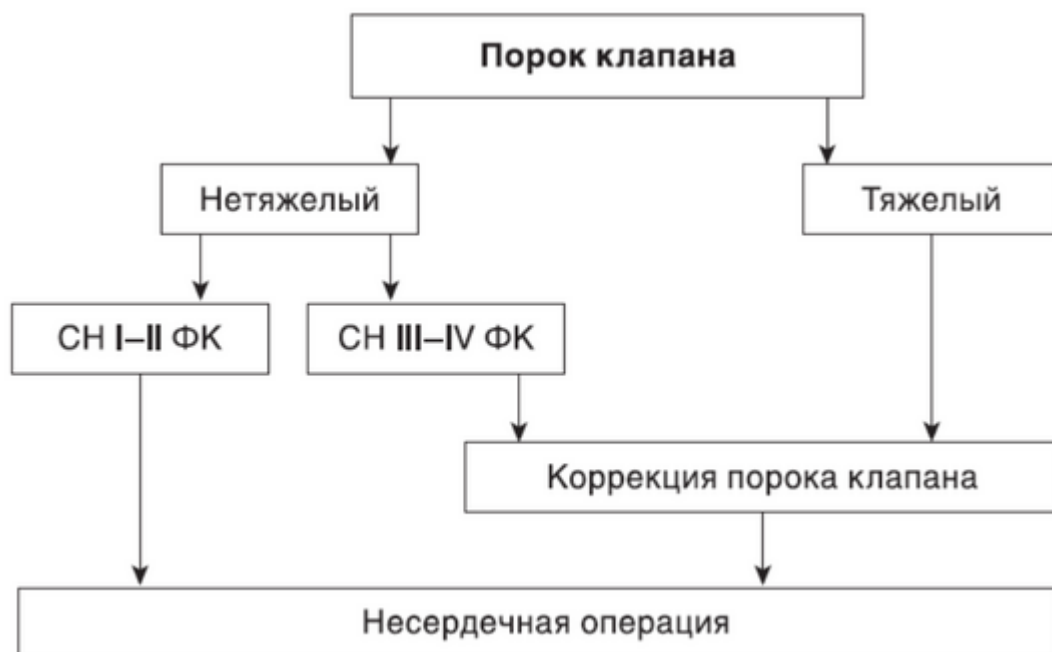 Порок клапана
Нетяжелый
Тяжелый
СН I–II ФК
СН III–IV ФК
Коррекция порока клапана
Несердечная операция